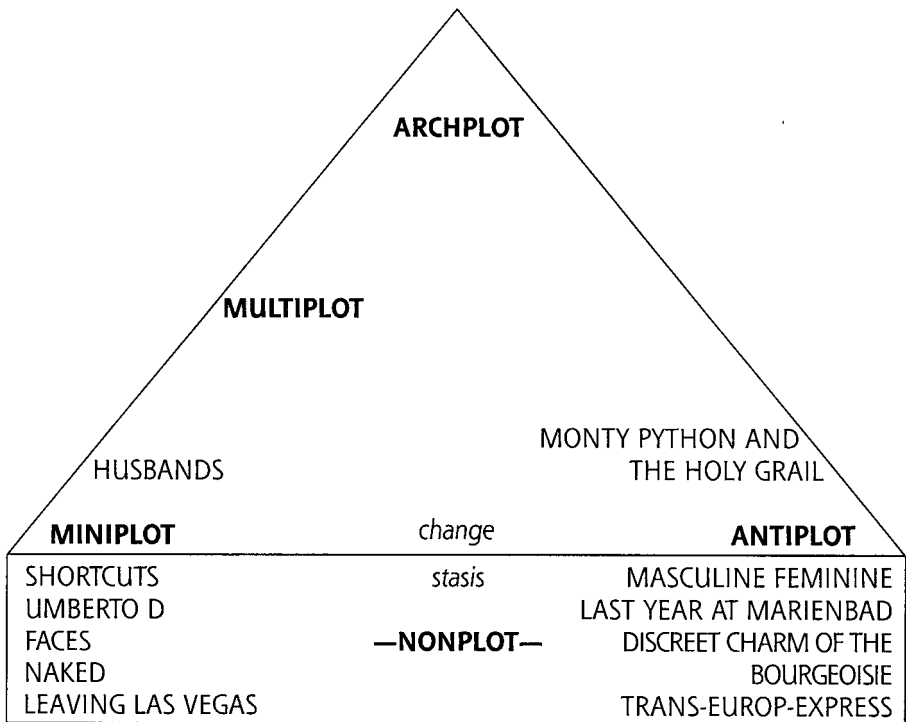 ARCHPLOT
MULTIPLOT
MONTY PYTHON AND
THE HOLY GRAIL
HUSBANDS
MINIPLOT
change
ANTIPLOT
SHORTCUTS
UMBERTO D
FACES
NAKED
LEAVING LAS VEGAS
stasis
—NONPLOT—
MASCULINE FEMININE
LAST YEAR AT MARIENBAD
DISCREET CHARM OF THE
BOURGEOISIE
TRANS-EUROP-EXPRESS